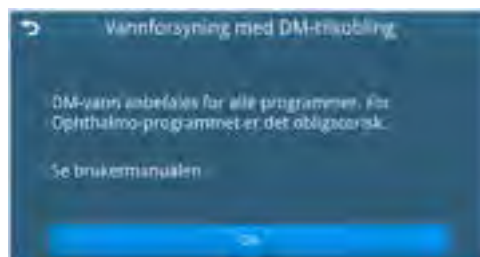 Vannforsyning med DM-tilkobling
DM-vann anbefales for alle programmer. For
Ophthalmo-programmet er det obligatorisk.
Se brukermanualen
OK